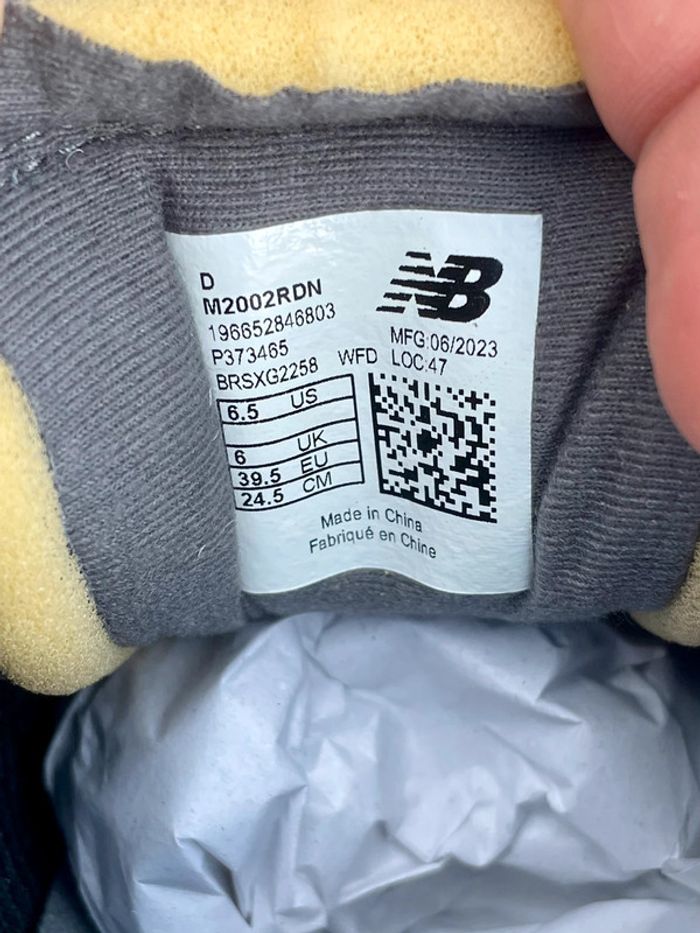 D
M2002RDN
196652846803
P373465
BRSXG2258 WFD
NB
MFG:06/2023
LOC:47
6.5 US
6 UK
39.5 EU
24.5 CM
Made in China
Fabriqué en Chine